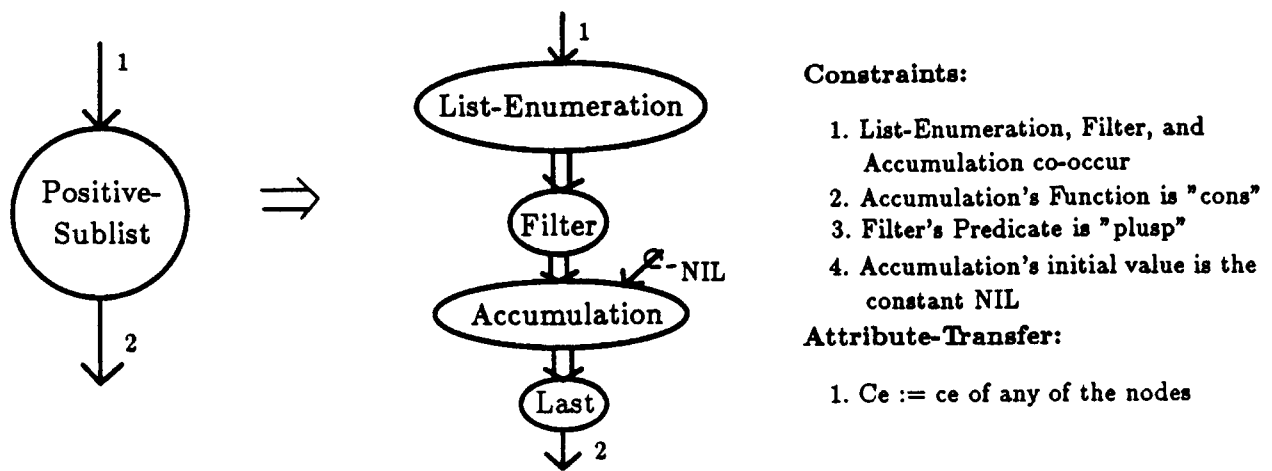 1
Positive-
Sublist
2
⇒
1
List-Enumeration
Filter
NIL
Accumulation
Last
2
Constraints:
1. List-Enumeration, Filter, and
Accumulation co-occur
2. Accumulation's Function is "cons"
3. Filter's Predicate is "plusp"
4. Accumulation's initial value is the
constant NIL
Attribute-Transfer:
1. Ce := ce of any of the nodes